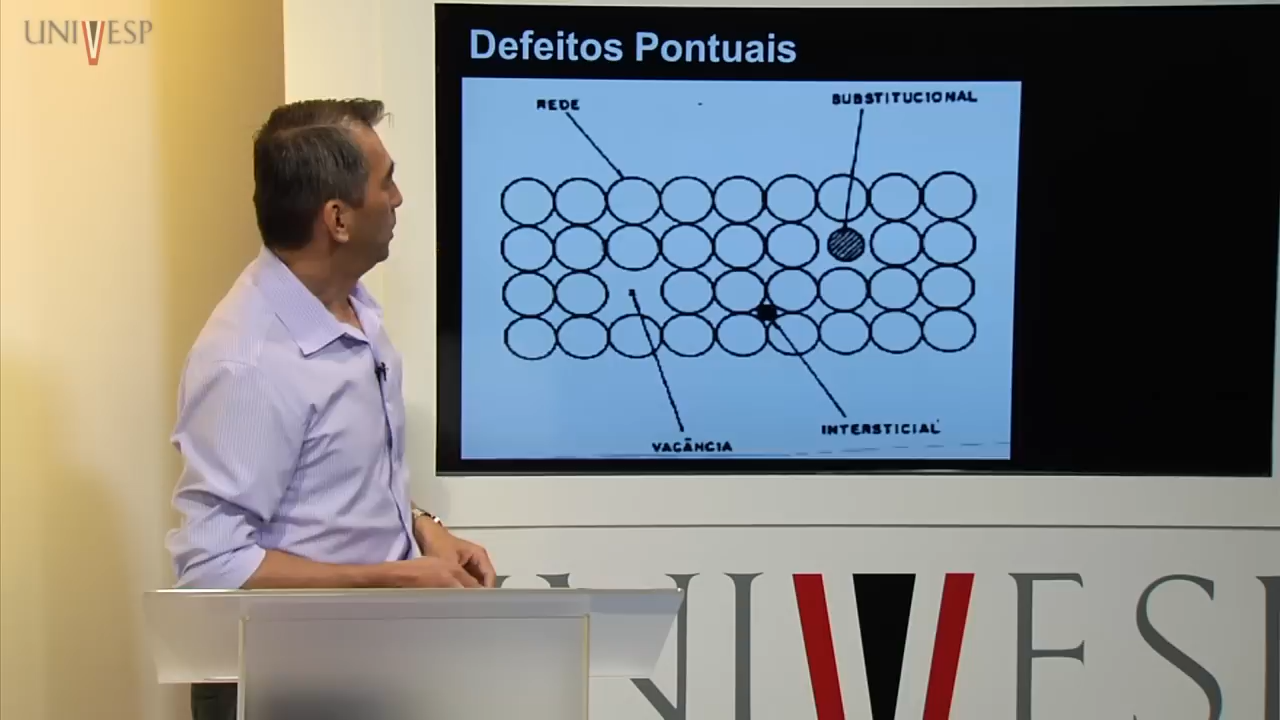 UNIVESP
Defeitos Pontuais
REDE
SUBSTITUCIONAL
VACÂNCIA
INTERSTICIAL
UNIVESP